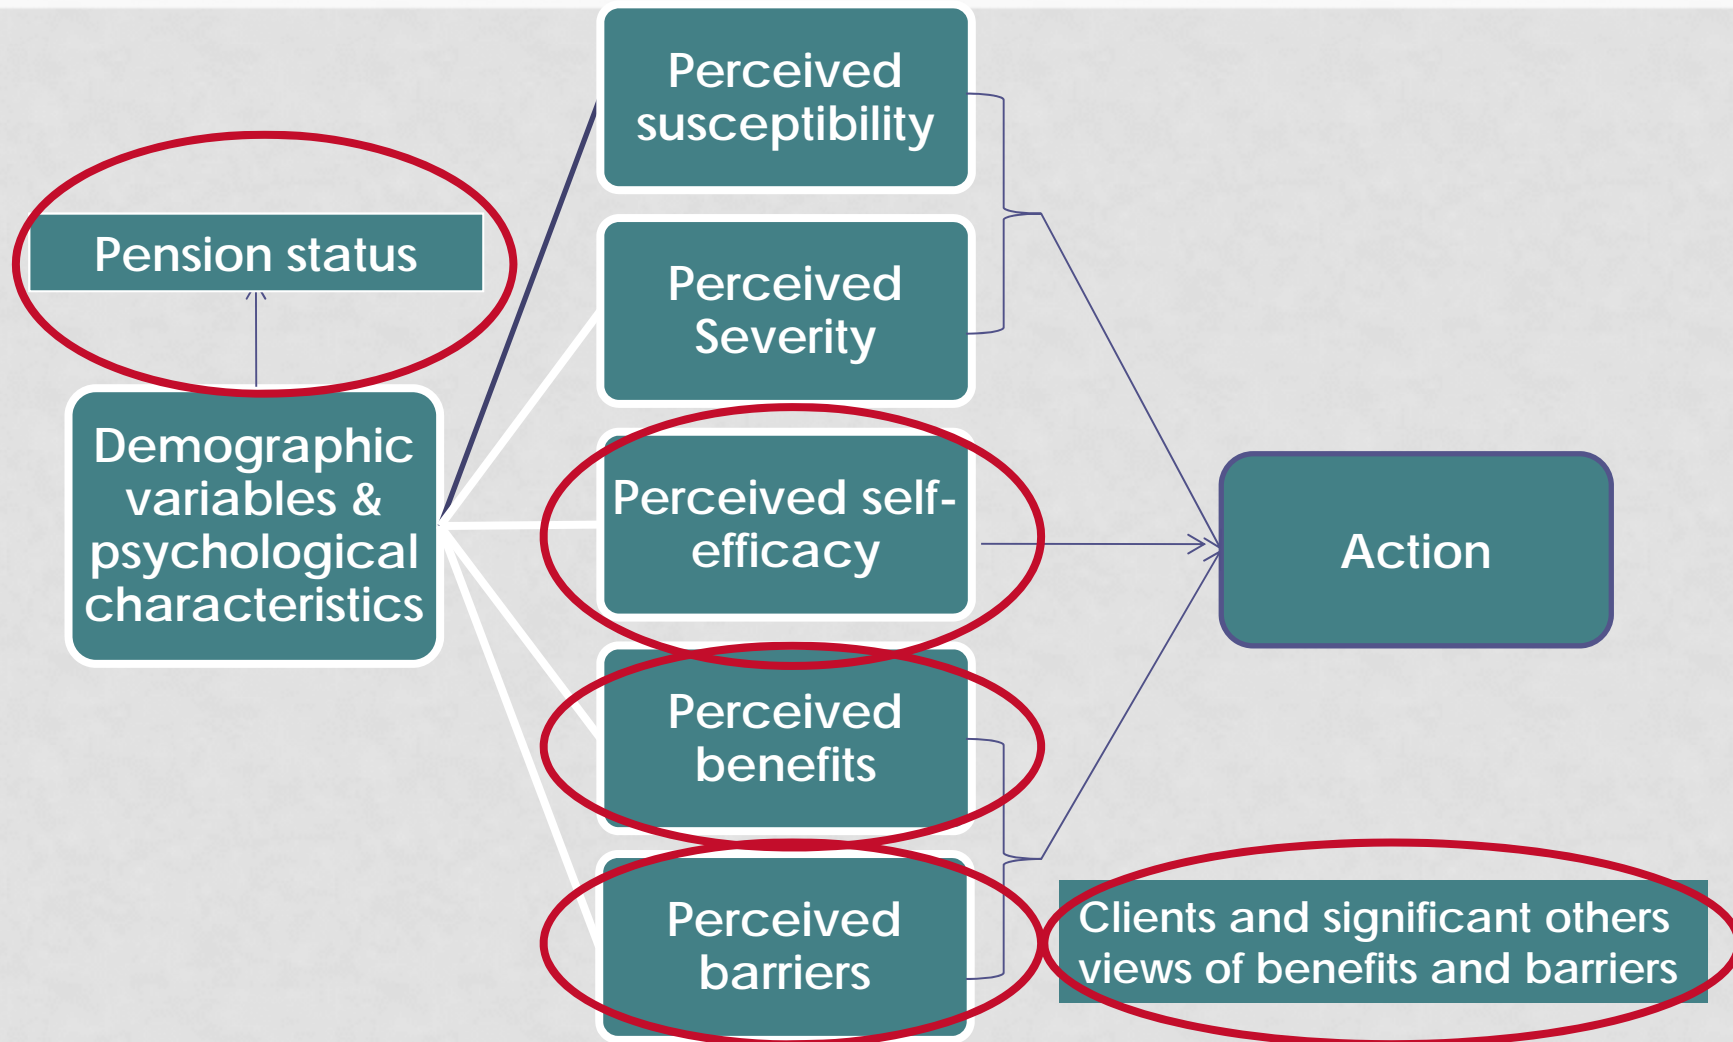 Perceived
susceptibility
Pension status
Perceived
Severity
Demographic
variables &
psychological
characteristics
Perceived self-
efficacy
Action
Perceived
benefits
Perceived
barriers
Clients and significant others
views of benefits and barriers